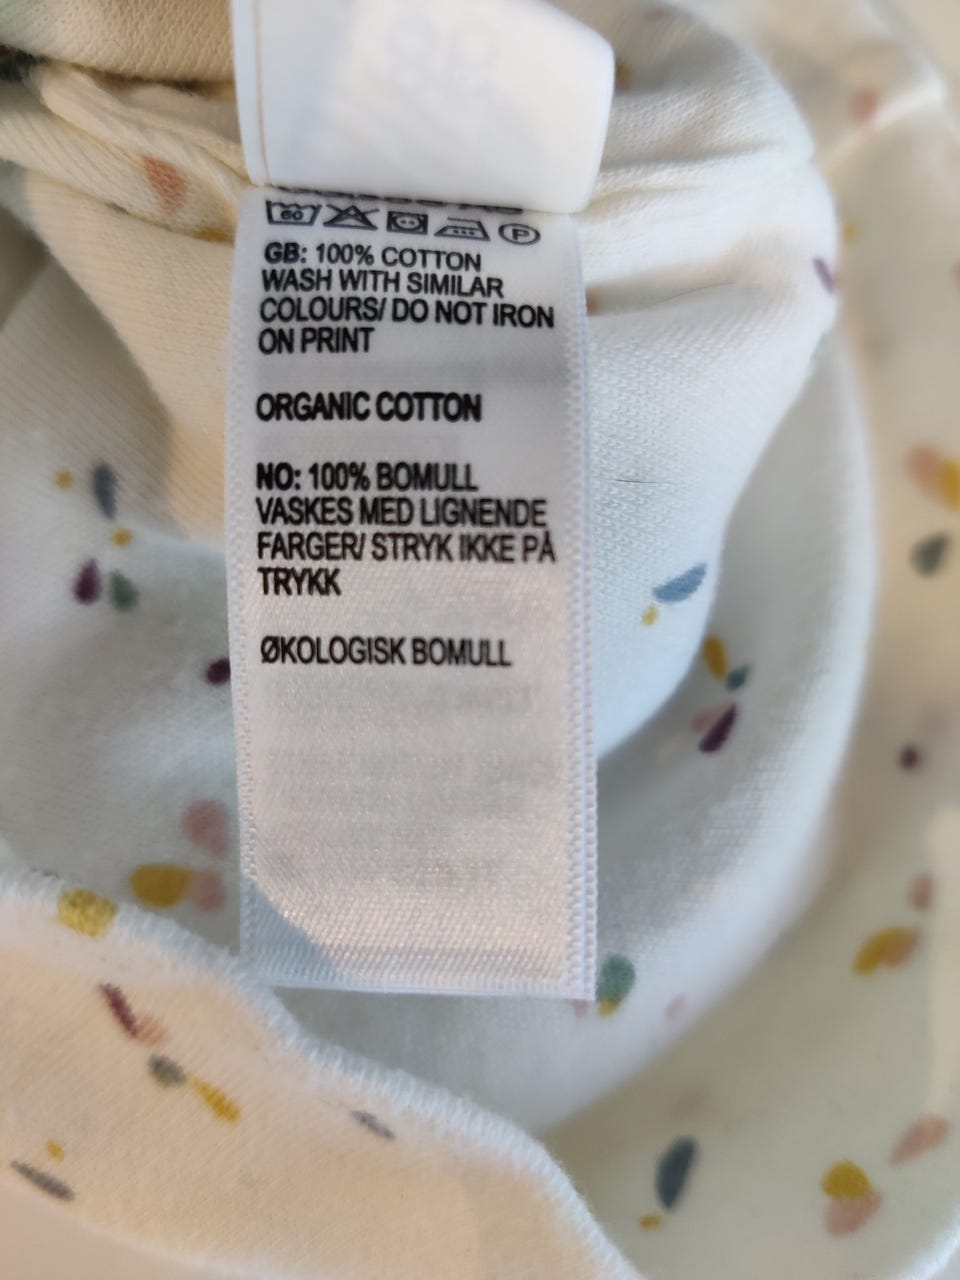 60 P
GB: 100% COTTON
WASH WITH SIMILAR
COLOURS/ DO NOT IRON
ON PRINT
ORGANIC COTTON
NO: 100% BOMULL
VASKES MED LIGNENDE
FARGER/ STRYK IKKE PÅ
TRYKK
ØKOLOGISK BOMULL